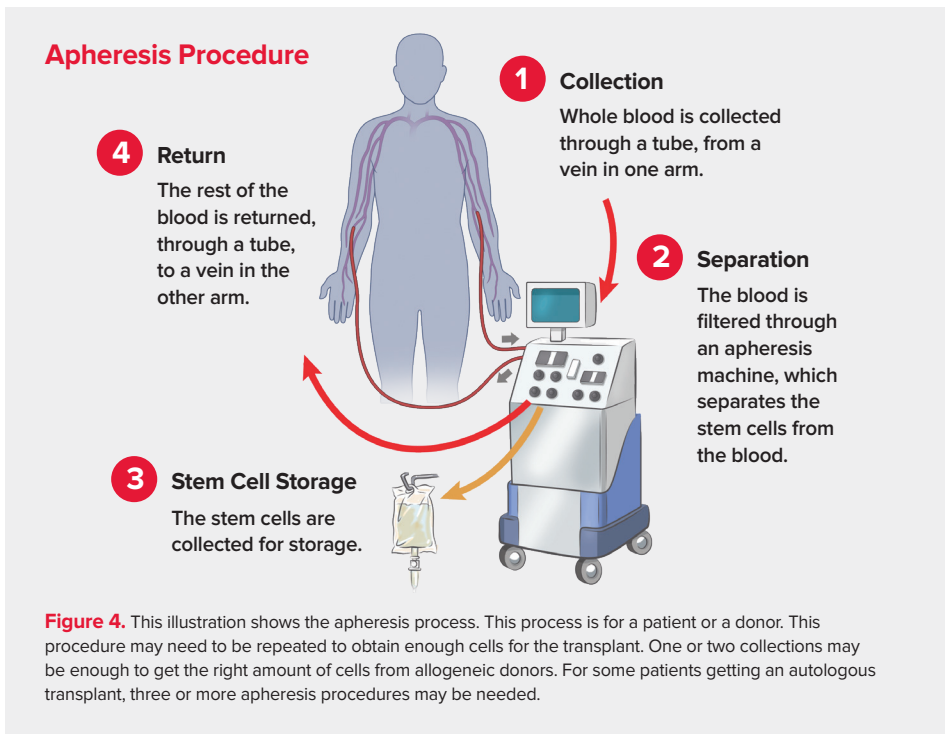 Apheresis Procedure
1 Collection
Whole blood is collected
through a tube, from a
vein in one arm.
2 Separation
The blood is
filtered through
an apheresis
machine, which
separates the
stem cells from
the blood.
3 Stem Cell Storage
The stem cells are
collected for storage.
4 Return
The rest of the
blood is returned,
through a tube,
to a vein in the
other arm.
Figure 4. This illustration shows the apheresis process. This process is for a patient or a donor. This
procedure may need to be repeated to obtain enough cells for the transplant. One or two collections may
be enough to get the right amount of cells from allogeneic donors. For some patients getting an autologous
transplant, three or more apheresis procedures may be needed.